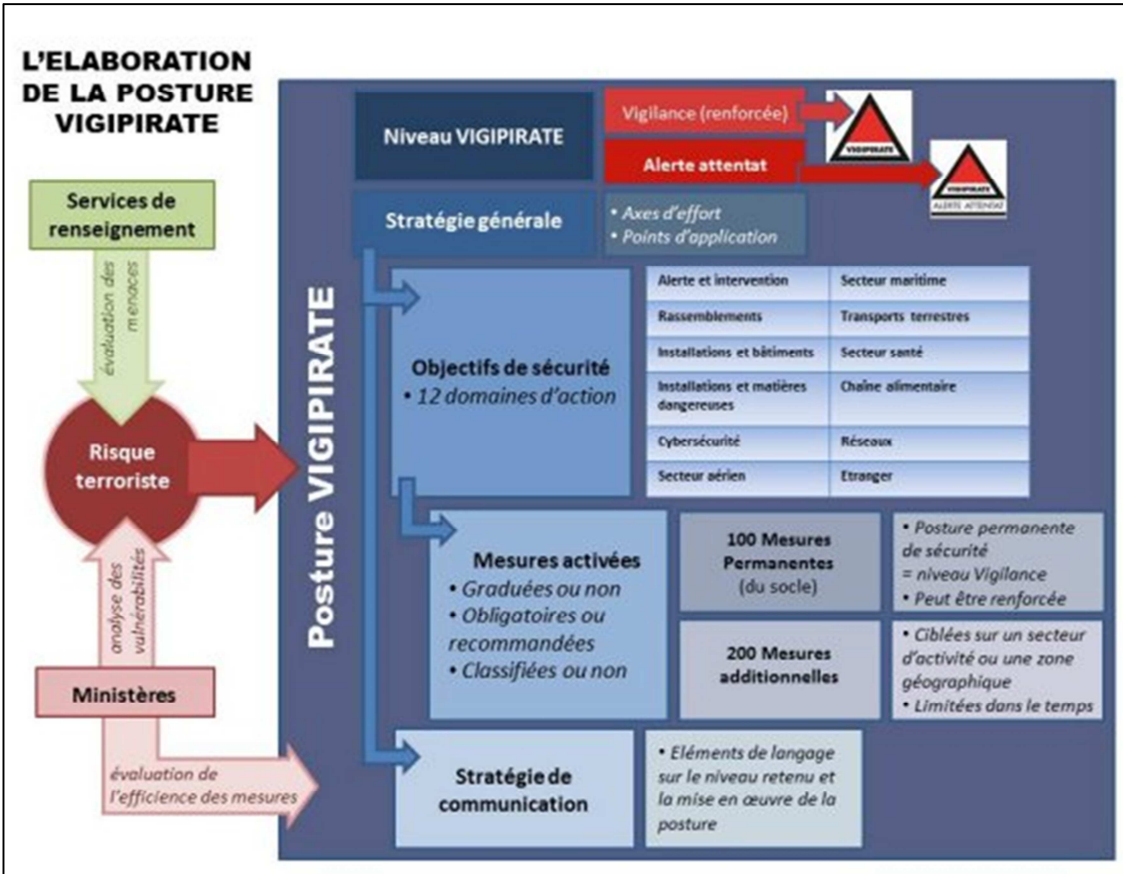 L'ELABORATION
DE LA POSTURE
VIGIPIRATE
Services de
renseignement
évaluation des
menaces
Risque
terroriste
analyse des
vulnérabilités
Ministères
évaluation de
l'efficience des mesures
Posture VIGIPIRATE
Niveau VIGIPIRATE
Vigilance (renforcée)
VIGIPIRATE
Alerte attentat
VIGIPIRATE
ALERTE ATTENTAT
Stratégie générale
• Axes d'effort
• Points d'application
Objectifs de sécurité
• 12 domaines d'action
Alerte et intervention
Secteur maritime
Rassemblements
Transports terrestres
Installations et bâtiments
Secteur santé
Installations et matières
dangereuses
Chaîne alimentaire
Cybersécurité
Réseaux
Secteur aérien
Etranger
Mesures activées
• Graduées ou non
• Obligatoires ou
recommandées
• Classifiées ou non
100 Mesures
Permanentes
(du socle)
• Posture permanente
de sécurité
= niveau Vigilance
• Peut être renforcée
200 Mesures
additionnelles
• Ciblées sur un secteur
d'activité ou une zone
géographique
• Limitées dans le temps
Stratégie de
communication
• Eléments de langage
sur le niveau retenu et
la mise en œuvre de la
posture